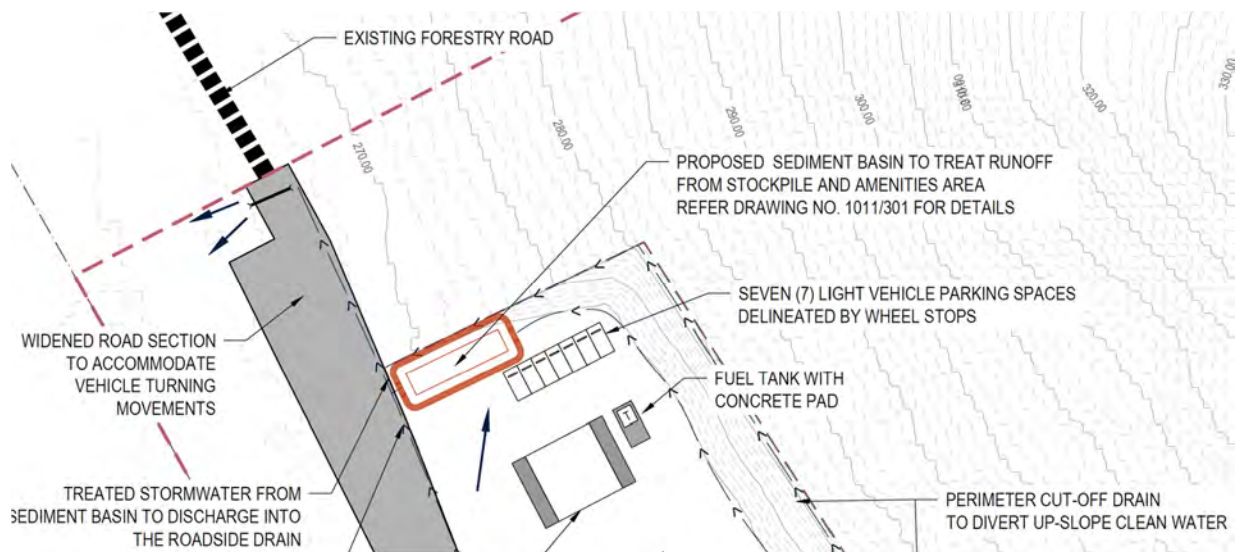 EXISTING FORESTRY ROAD
270.00
280.00
290.00
300.00
320.00
330.00
PROPOSED SEDIMENT BASIN TO TREAT RUNOFF
FROM STOCKPILE AND AMENITIES AREA
REFER DRAWING NO. 1011/301 FOR DETAILS
SEVEN (7) LIGHT VEHICLE PARKING SPACES
DELINEATED BY WHEEL STOPS
WIDENED ROAD SECTION
TO ACCOMMODATE
VEHICLE TURNING
MOVEMENTS
FUEL TANK WITH
CONCRETE PAD
T
TREATED STORMWATER FROM
SEDIMENT BASIN TO DISCHARGE INTO
THE ROADSIDE DRAIN
PERIMETER CUT-OFF DRAIN
TO DIVERT UP-SLOPE CLEAN WATER